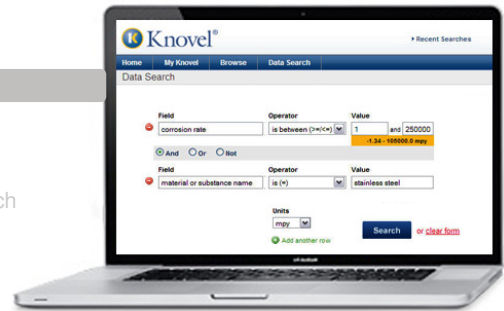 Knovel®
Recent Searches
Home My Knovel Browse Data Search
Data Search
Field Operator Value
corrosion rate is between (>=/<=) 1 and 250000
-1.34 - 105000.0 mpy
And Or Not
Field Operator Value
material or substance name is (=) stainless steel
Units
mpy
Add another row
Search or clear form
ch